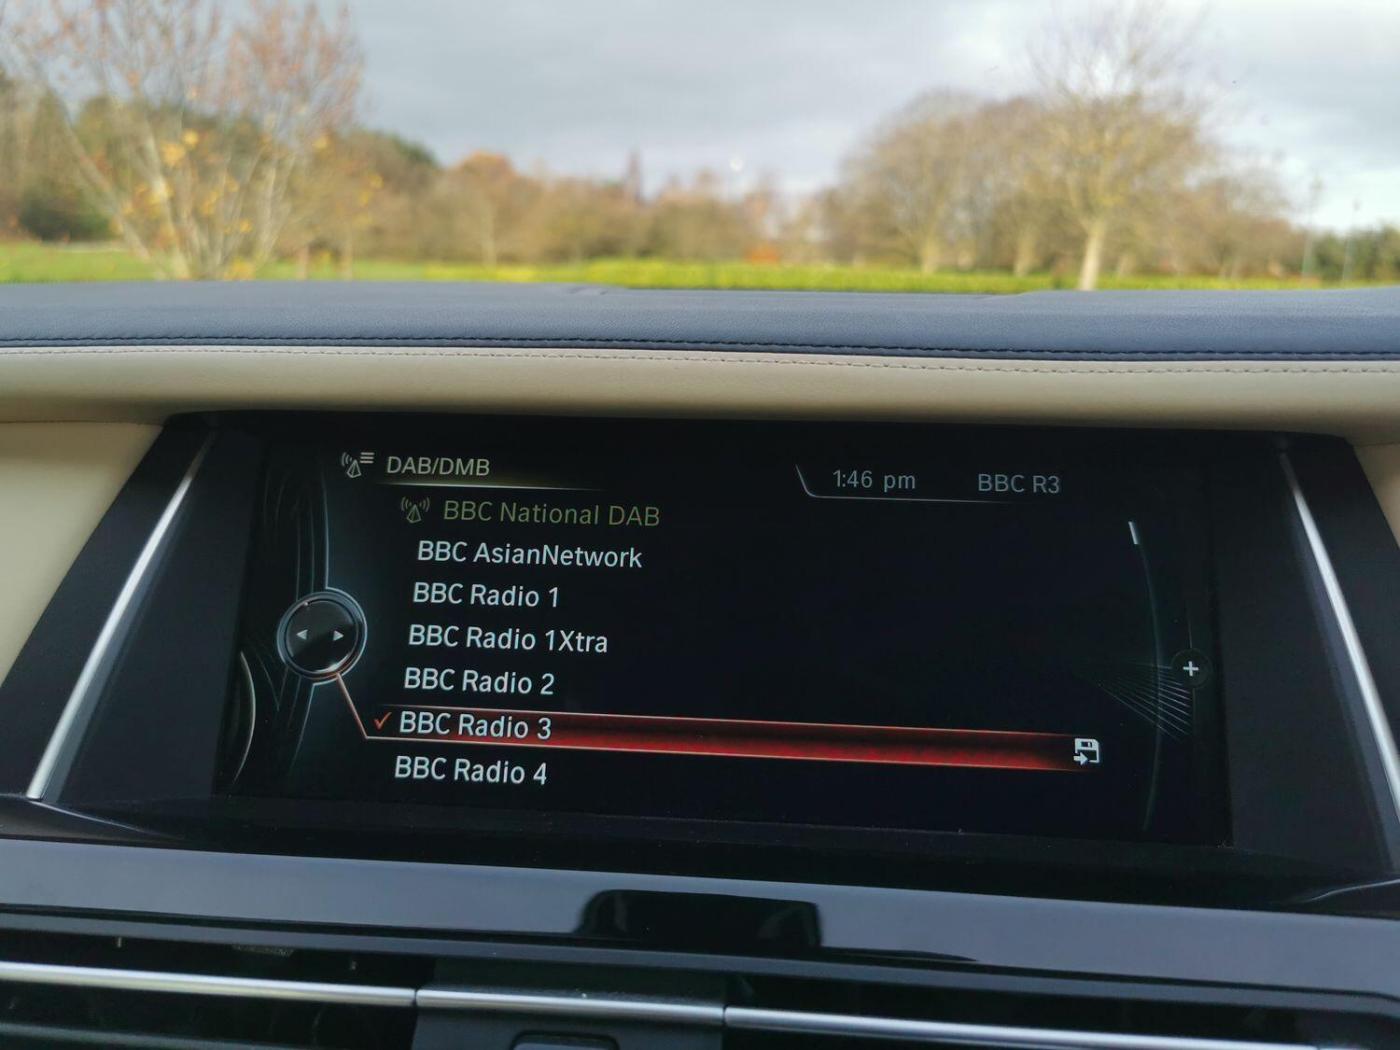 DAB/DMB
1:46 pm
BBC R3
BBC National DAB
BBC AsianNetwork
BBC Radio 1
BBC Radio 1Xtra
BBC Radio 2
BBC Radio 3
BBC Radio 4